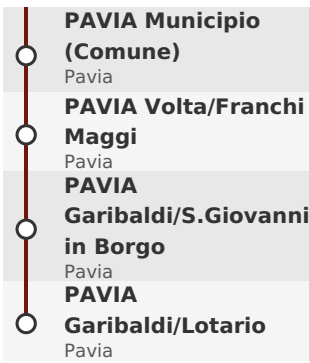 PAVIA Municipio
(Comune)
Pavia
PAVIA Volta/Franchi
Maggi
Pavia
PAVIA
Garibaldi/S.Giovanni
in Borgo
Pavia
PAVIA
Garibaldi/Lotario
Pavia